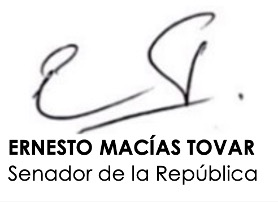 ERNESTO MACÍAS TOVAR
Senador de la República